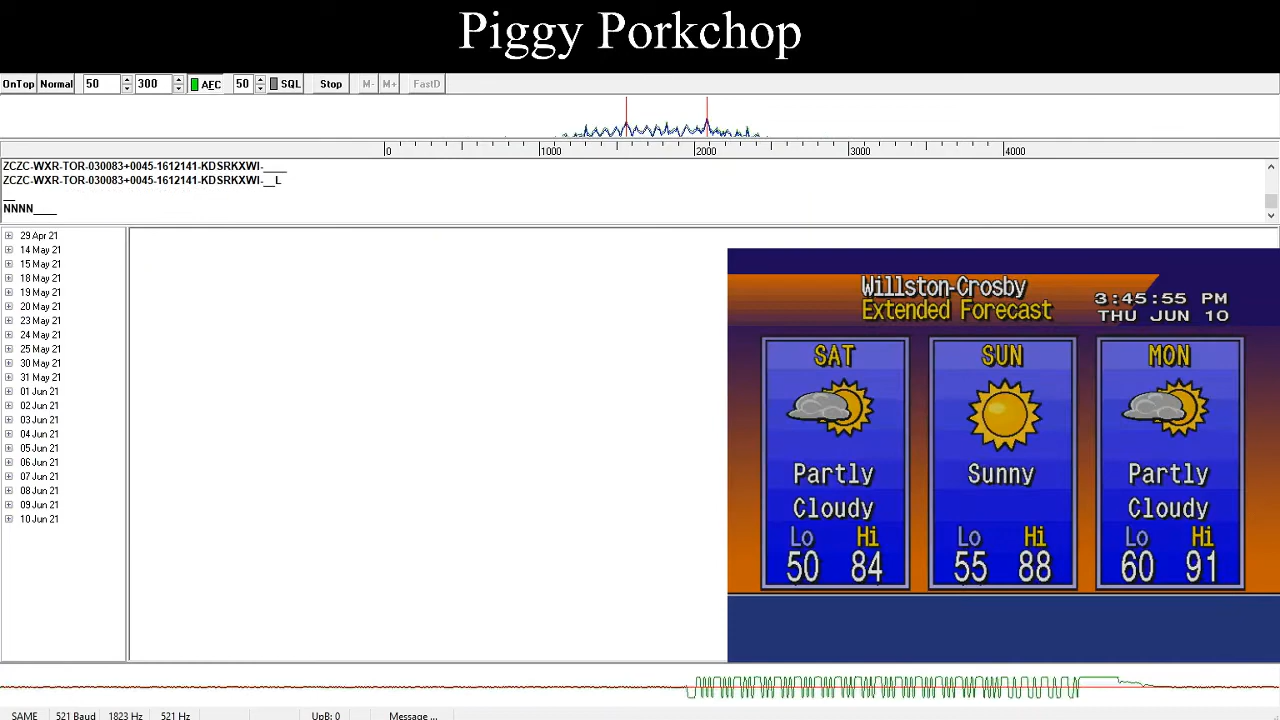 Piggy Porkchop
OnTop Normal 50 300 AFC 50 SQL Stop M- M+ FastD
0 1000 2000 3000 4000
ZCZC-WXR-TOR-030083+0045-1612141-KDSRKXWI-____
ZCZC-WXR-TOR-030083+0045-1612141-KDSRKXWI-__L
__
NNNN____
29 Apr 21
14 May 21
15 May 21
18 May 21
19 May 21
20 May 21
23 May 21
24 May 21
25 May 21
30 May 21
31 May 21
01 Jun 21
02 Jun 21
03 Jun 21
04 Jun 21
05 Jun 21
06 Jun 21
07 Jun 21
08 Jun 21
09 Jun 21
10 Jun 21
Willston-Crosby
Extended Forecast
3:45:55 PM
THU JUN 10
SAT
Partly
Cloudy
Lo Hi
50 84
SUN
Sunny
Lo Hi
55 88
MON
Partly
Cloudy
Lo Hi
60 91
SAME 521 Baud 1823 Hz 521 Hz UpB: 0 Message ...